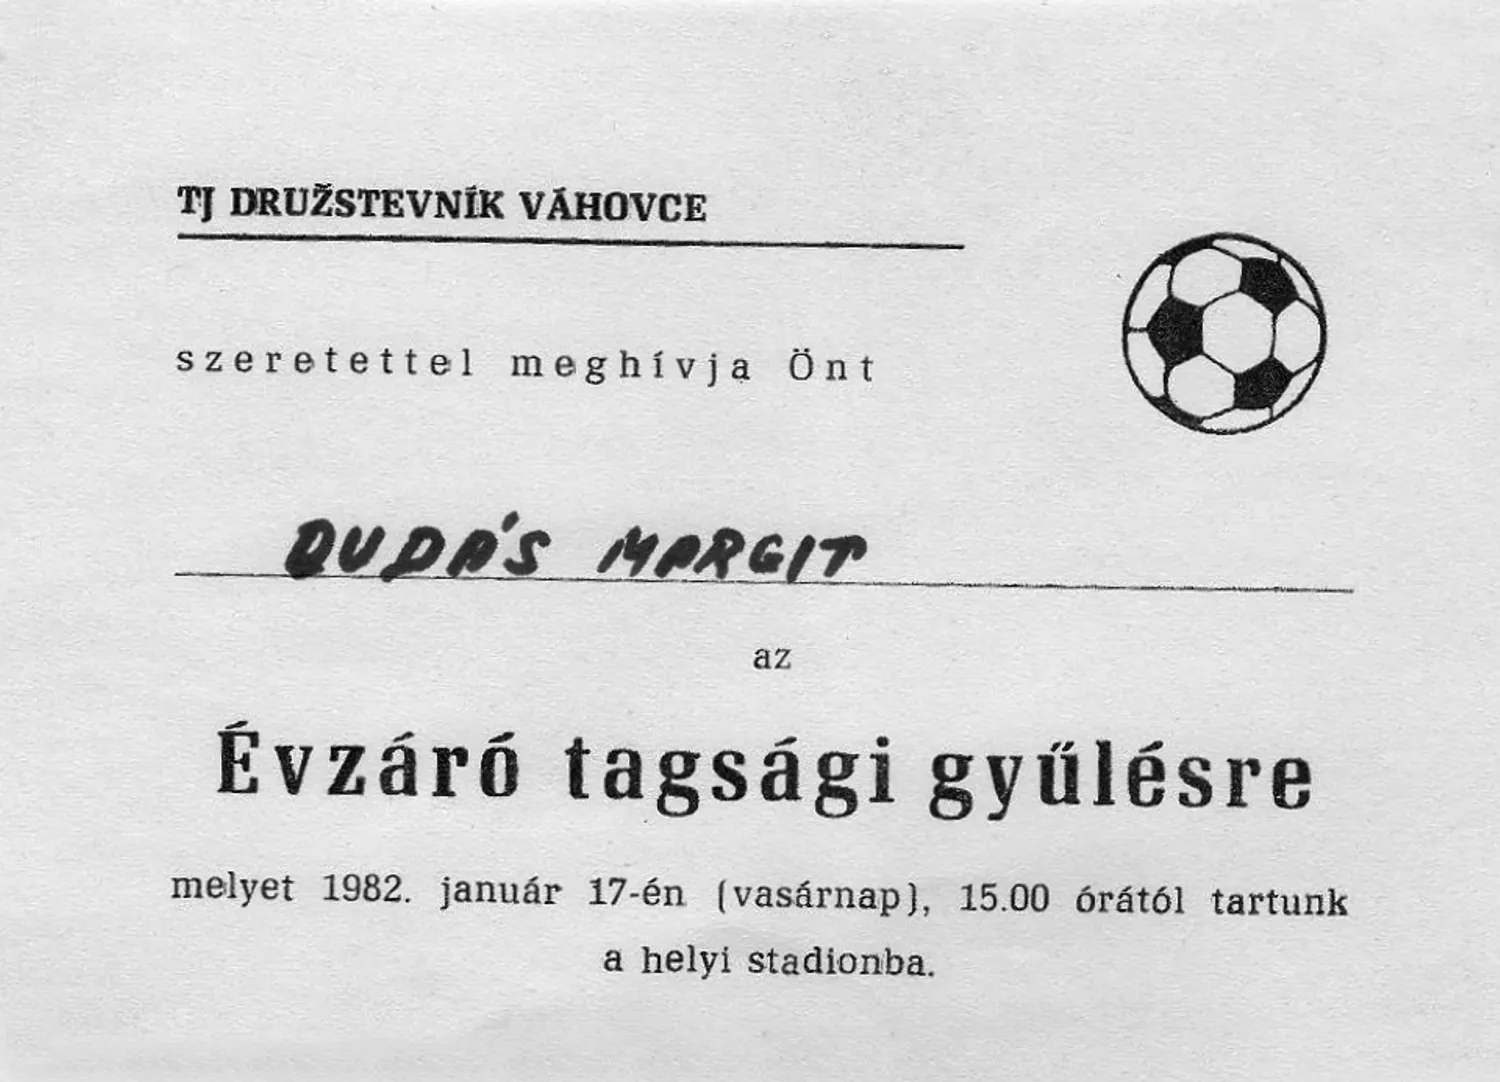 TJ DRUŽSTEVNÍK VÁHOVCE
szeretettel meghívja Önt
DUDÁS MARGIT
az
Évzáró tagsági gyűlésre
melyet 1982. január 17-én (vasárnap), 15.00 órától tartunk
a helyi stadionba.